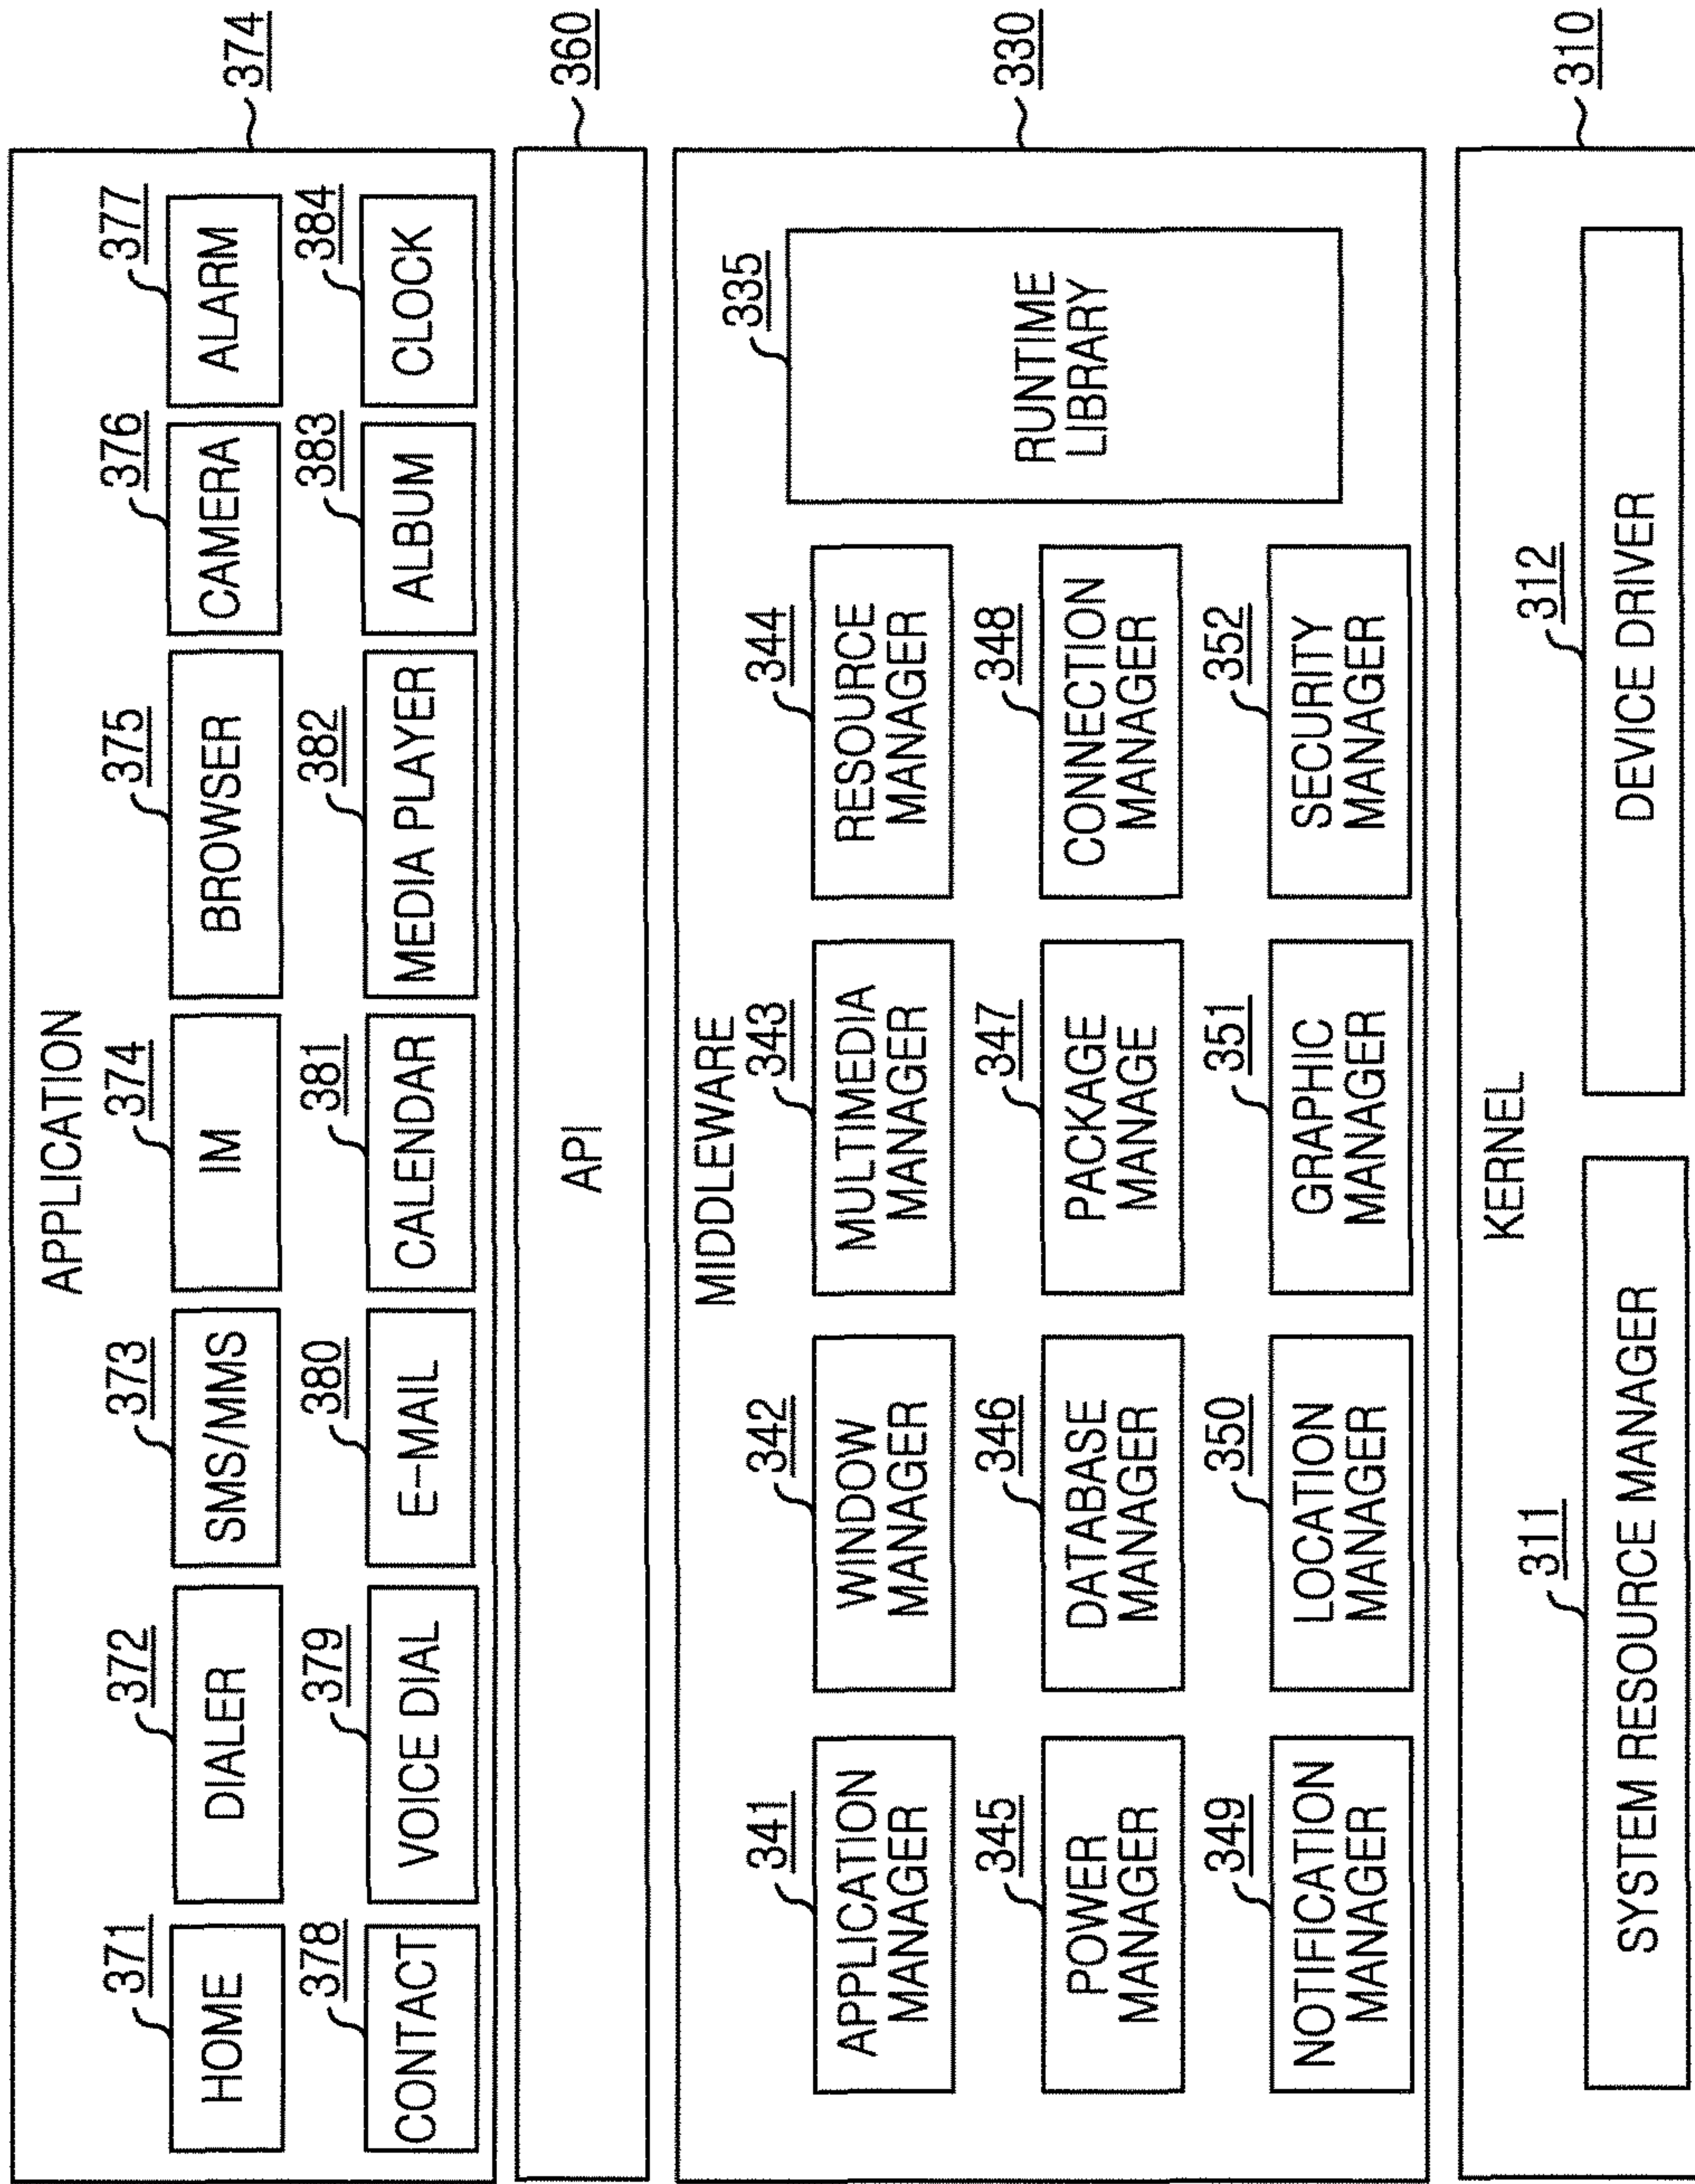 APPLICATION
374
371
372
373
374
375
376
377
HOME
DIALER
SMS/MMS
IM
BROWSER
CAMERA
ALARM
378
379
380
381
382
383
384
CONTACT
VOICE DIAL
E-MAIL
CALENDAR
MEDIA PLAYER
ALBUM
CLOCK
API
360
MIDDLEWARE
330
341
342
343
344
335
APPLICATION
MANAGER
WINDOW
MANAGER
MULTIMEDIA
MANAGER
RESOURCE
MANAGER
RUNTIME
LIBRARY
345
346
347
348
POWER
MANAGER
DATABASE
MANAGER
PACKAGE
MANAGE
CONNECTION
MANAGER
349
350
351
352
NOTIFICATION
MANAGER
LOCATION
MANAGER
GRAPHIC
MANAGER
SECURITY
MANAGER
KERNEL
310
311
312
SYSTEM RESOURCE MANAGER
DEVICE DRIVER